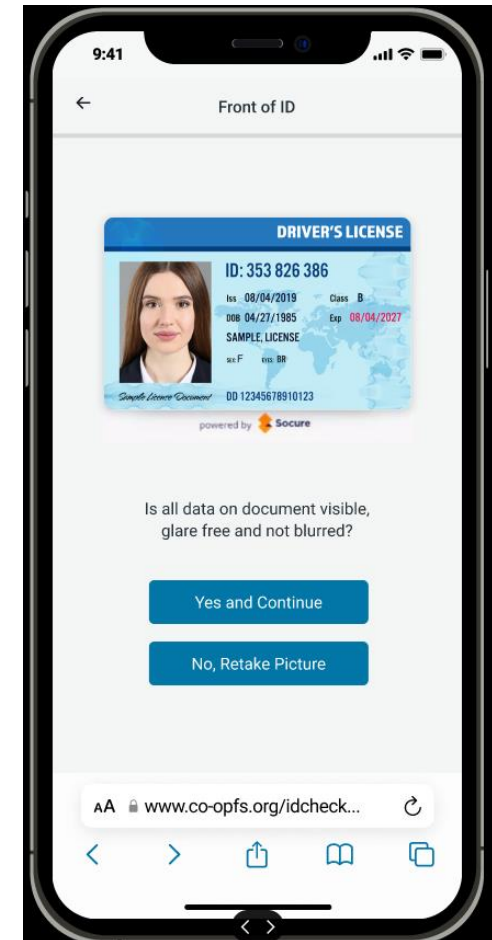 9:41
Front of ID
DRIVER'S LICENSE
ID: 353 826 386
Iss 08/04/2019 Class B
DOB 04/27/1985 Exp 08/04/2027
SAMPLE, LICENSE
SEX: F EYES: BR
Sample Licence Document DD 12345678910123
powered by Socure
Is all data on document visible,
glare free and not blurred?
Yes and Continue
No, Retake Picture
AA www.co-opfs.org/idcheck...